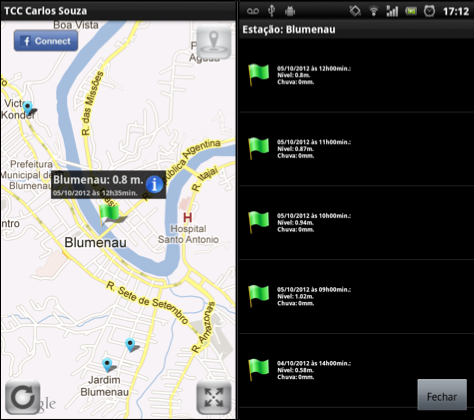 TCC Carlos Souza
Boa Vista
f Connect
R. das Missões
P
Aguda
Victor
Konder
R. República Argentina
R. Itajaí
Prefeitura
Municipal de
Blumenau
Blumenau: 0.8 m.
05/10/2012 às 12h35min.
i
H
Hospital
Santo Antonio
ntro
Blumenau
R. Sete de Setembro
R. Amazonas
Jardim
Blumenau
gle
17:12
Estação: Blumenau
05/10/2012 às 12h00min.:
Nível: 0.8m.
Chuva: 0mm.
05/10/2012 às 11h00min.:
Nível: 0.87m.
Chuva: 0mm.
05/10/2012 às 10h00min.:
Nível: 0.94m.
Chuva: 0mm.
05/10/2012 às 09h00min.:
Nível: 1.02m.
Chuva: 0mm.
04/10/2012 às 14h00min.:
Nível: 0.58m.
Chuva: 0mm.
Fechar